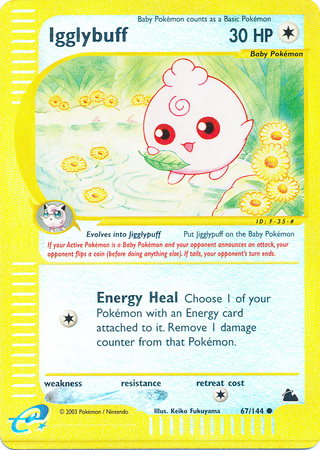 Baby Pokémon counts as a Basic Pokémon
Igglybuff 30 HP
Baby Pokémon
ID: F-35-#
Evolves into Jigglypuff Put Jigglypuff on the Baby Pokémon
If your Active Pokémon is a Baby Pokémon and your opponent announces an attack, your
opponent flips a coin (before doing anything else). If tails, your opponent's turn ends.
Energy Heal Choose 1 of your
Pokémon with an Energy card
attached to it. Remove 1 damage
counter from that Pokémon.
weakness resistance retreat cost
© 2003 Pokémon / Nintendo Illus. Keiko Fukuyama 67/144
e